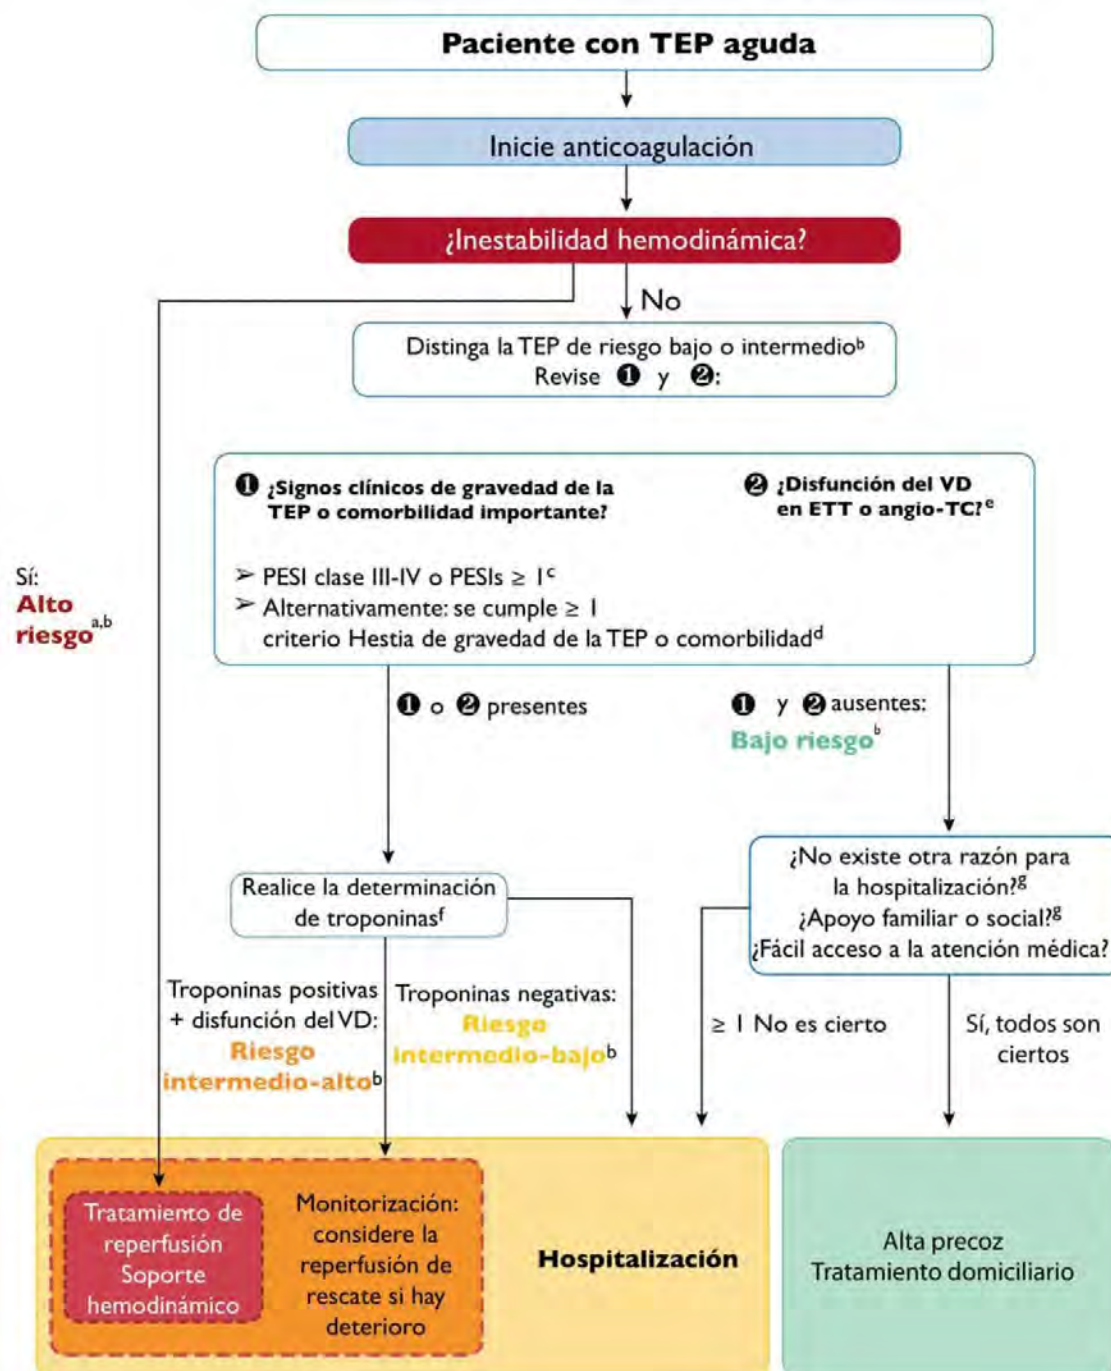 Paciente con TEP aguda
Inicie anticoagulación
¿Inestabilidad hemodinámica?
No
Distinga la TEP de riesgo bajo o intermedioᵇ
Revise ❶ y ❷:
❶ ¿Signos clínicos de gravedad de la
TEP o comorbilidad importante?
❷ ¿Disfunción del VD
en ETT o angio-TC?ᵉ
➢ PESI clase III-IV o PESIs ≥ 1ᶜ
➢ Alternativamente: se cumple ≥ 1
criterio Hestia de gravedad de la TEP o comorbilidadᵈ
Sí:
Alto
riesgoᵃ,ᵇ
❶ o ❷ presentes
❶ y ❷ ausentes:
Bajo riesgoᵇ
Realice la determinación
de troponinasᶠ
¿No existe otra razón para
la hospitalización?ᵍ
¿Apoyo familiar o social?ᵍ
¿Fácil acceso a la atención médica?
Troponinas positivas
+ disfunción del VD:
Riesgo
intermedio-altoᵇ
Troponinas negativas:
Riesgo
intermedio-bajoᵇ
≥ 1 No es cierto
Sí, todos son
ciertos
Tratamiento de
reperfusión
Soporte
hemodinámico
Monitorización:
considere la
reperfusión de
rescate si hay
deterioro
Hospitalización
Alta precoz
Tratamiento domiciliario